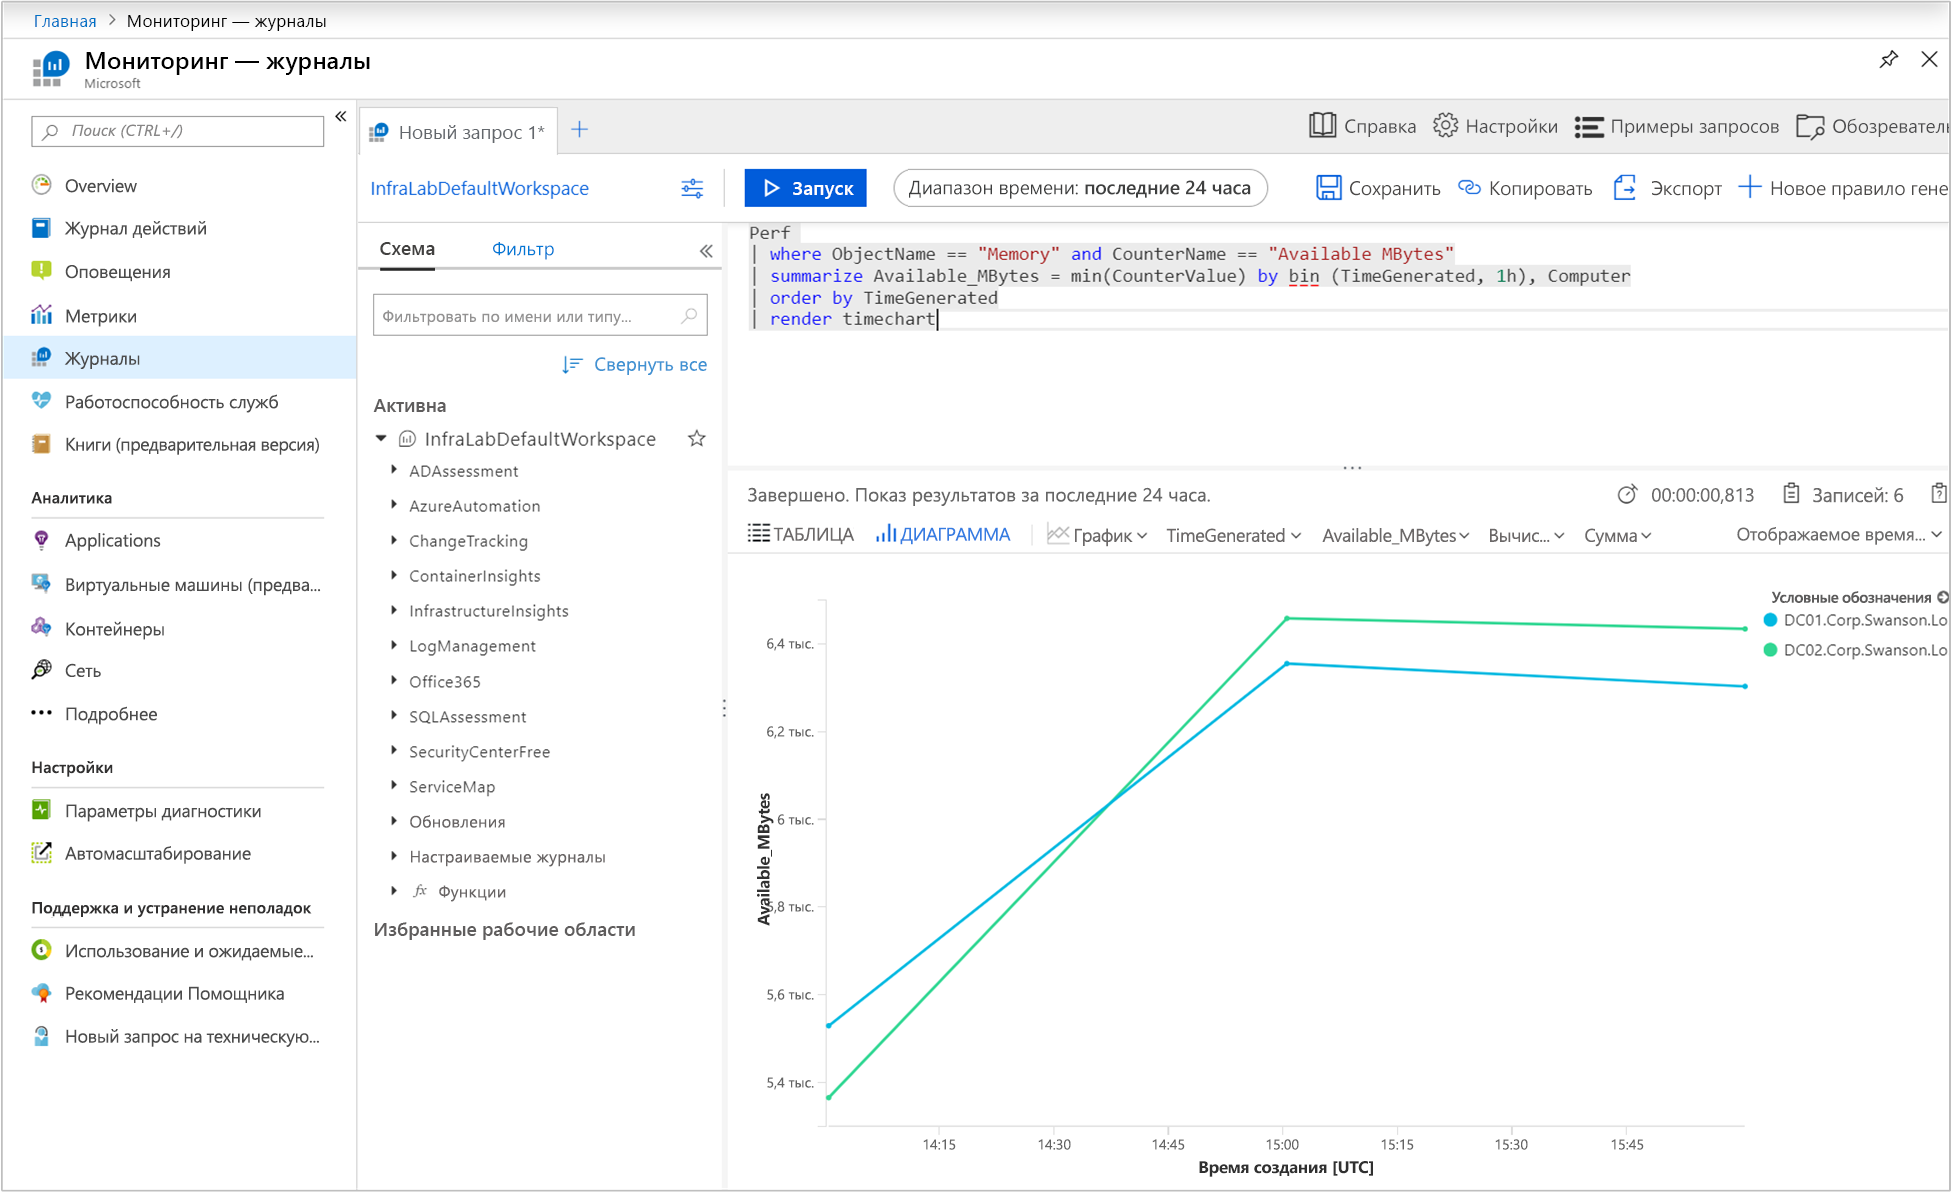 Главная > Мониторинг — журналы
Мониторинг — журналы
Microsoft
Поиск (CTRL+/)
Overview
Журнал действий
Оповещения
Метрики
Журналы
Работоспособность служб
Книги (предварительная версия)
Аналитика
Applications
Виртуальные машины (предва...
Контейнеры
Сеть
Подробнее
Настройки
Параметры диагностики
Автомасштабирование
Поддержка и устранение неполадок
Использование и ожидаемые...
Рекомендации Помощника
Новый запрос на техническую...
Новый запрос 1*
Справка
Настройки
Примеры запросов
Обозреватель
InfraLabDefaultWorkspace
Запуск
Диапазон времени: последние 24 часа
Сохранить
Копировать
Экспорт
Новое правило гене
Схема
Фильтр
Фильтровать по имени или типу...
Свернуть все
Активна
InfraLabDefaultWorkspace
ADAssessment
AzureAutomation
ChangeTracking
ContainerInsights
InfrastructureInsights
LogManagement
Office365
SQLAssessment
SecurityCenterFree
ServiceMap
Обновления
Настраиваемые журналы
fx Функции
Избранные рабочие области
Perf
| where ObjectName == "Memory" and CounterName == "Available MBytes"
| summarize Available_MBytes = min(CounterValue) by bin (TimeGenerated, 1h), Computer
| order by TimeGenerated
| render timechart
Завершено. Показ результатов за последние 24 часа.
00:00:00,813
Записей: 6
ТАБЛИЦА
ДИАГРАММА
График
TimeGenerated
Available_MBytes
Вычис...
Сумма
Отображаемое время...
Условные обозначения
DC01.Corp.Swanson.Lo
DC02.Corp.Swanson.Lo
Available_MBytes
6,4 тыс.
6,2 тыс.
6 тыс.
5,8 тыс.
5,6 тыс.
5,4 тыс.
14:15
14:30
14:45
15:00
15:15
15:30
15:45
Время создания [UTC]